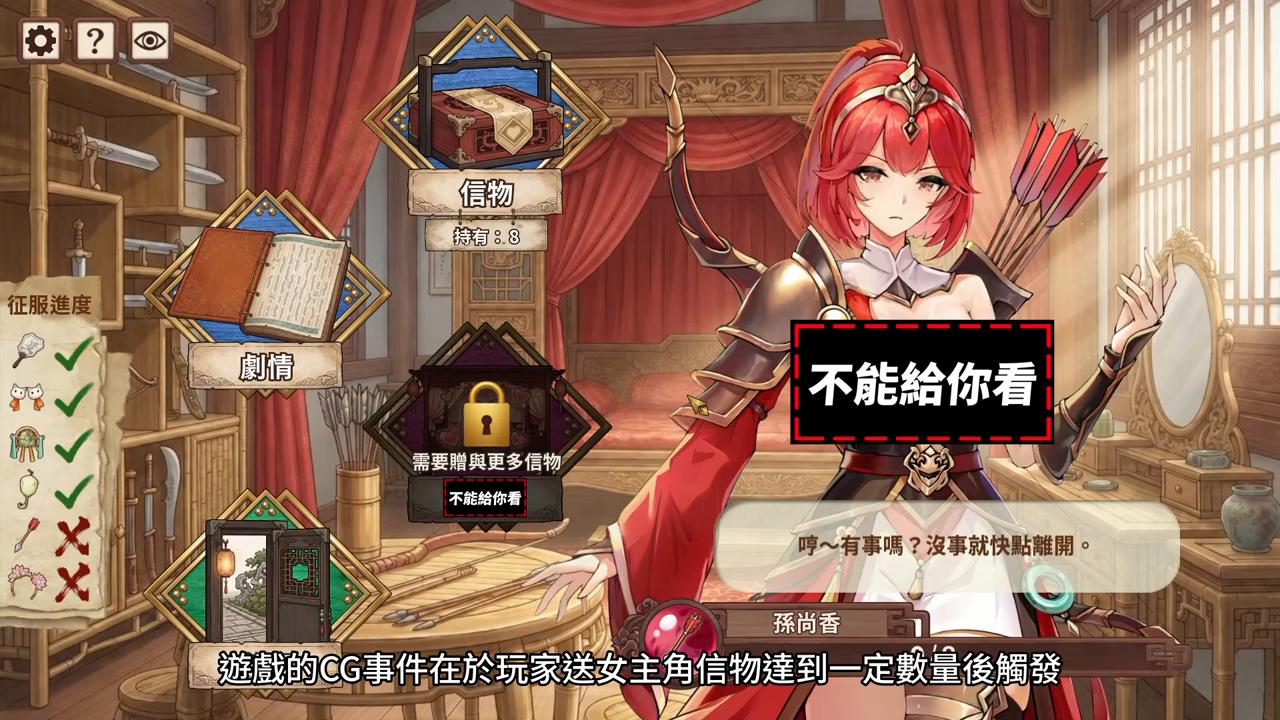 ?
信物
持有：8
劇情
征服進度
不能給你看
需要贈與更多信物
不能給你看
哼～有事嗎？沒事就快點離開。
孫尚香
遊戲的CG事件在於玩家送女主角信物達到一定數量後觸發